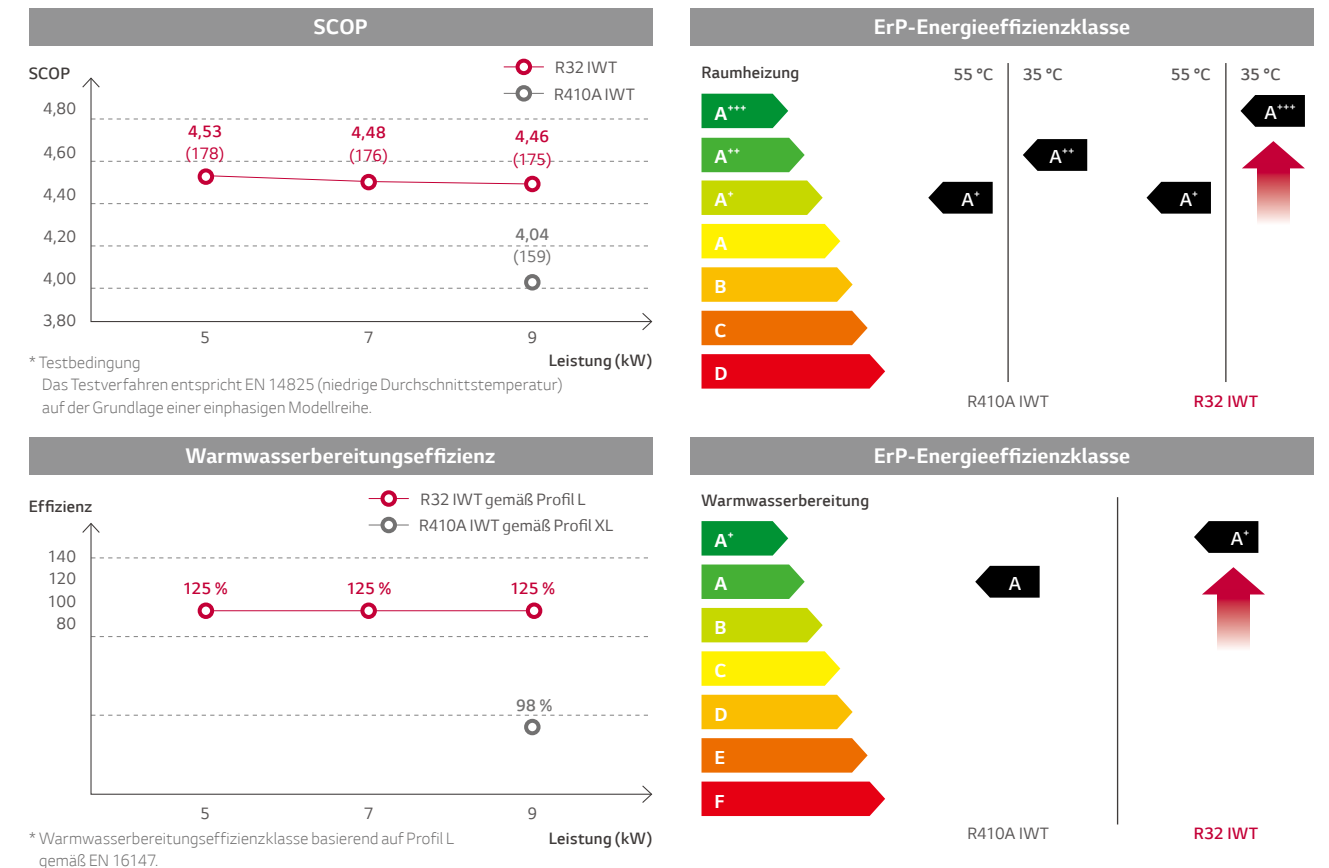 SCOP
SCOP
R32 IWT
R410A IWT
4,80
4,60
4,40
4,20
4,00
3,80
4,53
(178)
4,48
(176)
4,46
(175)
4,04
(159)
5
7
9
Leistung (kW)
* Testbedingung
Das Testverfahren entspricht EN 14825 (niedrige Durchschnittstemperatur)
auf der Grundlage einer einphasigen Modellreihe.
ErP-Energieeffizienzklasse
Raumheizung
55 °C
35 °C
55 °C
35 °C
A+++
A++
A+
A
B
C
D
A+
A++
A+
A+++
R410A IWT
R32 IWT
Warmwasserbereitungseffizienz
Effizienz
R32 IWT gemäß Profil L
R410A IWT gemäß Profil XL
140
120
100
80
125 %
125 %
125 %
98 %
5
7
9
Leistung (kW)
* Warmwasserbereitungseffizienzklasse basierend auf Profil L
gemäß EN 16147.
ErP-Energieeffizienzklasse
Warmwasserbereitung
A+
A
B
C
D
E
F
A
A+
R410A IWT
R32 IWT